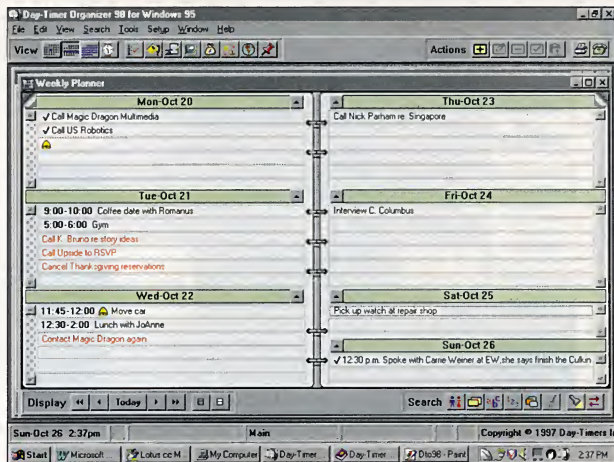 Day-Timer Organizer 98 for Windows 95
File Edit View Search Tools Setup Window Help
View Actions
Weekly Planner
Mon-Oct 20
✓ Call Magic Dragon Multimedia
✓ Call US Robotics
Tue-Oct 21
9:00-10:00 Coffee date with Romanus
5:00-6:00 Gym
Call K. Bruno re story ideas
Call Upside to RSVP
Cancel Thanksgiving reservations
Wed-Oct 22
11:45-12:00 Move car
12:30-2:00 Lunch with JoAnne
Contact Magic Dragon again
Thu-Oct 23
Call Nick Parham re Singapore
Fri-Oct 24
Interview C. Columbus
Sat-Oct 25
Pick up watch at repair shop
Sun-Oct 26
✓ 12:30 p.m. Spoke with Carrie Weiner at EW, she says finish the Culkin
Display Today Search
Sun-Oct 26 2:37pm Main Copyright © 1997 Day-Timers In
Start Microsoft... Lotus cc M... My Computer Day-Timer... Day-Timer... Dto98 - Paint 2:37 PM